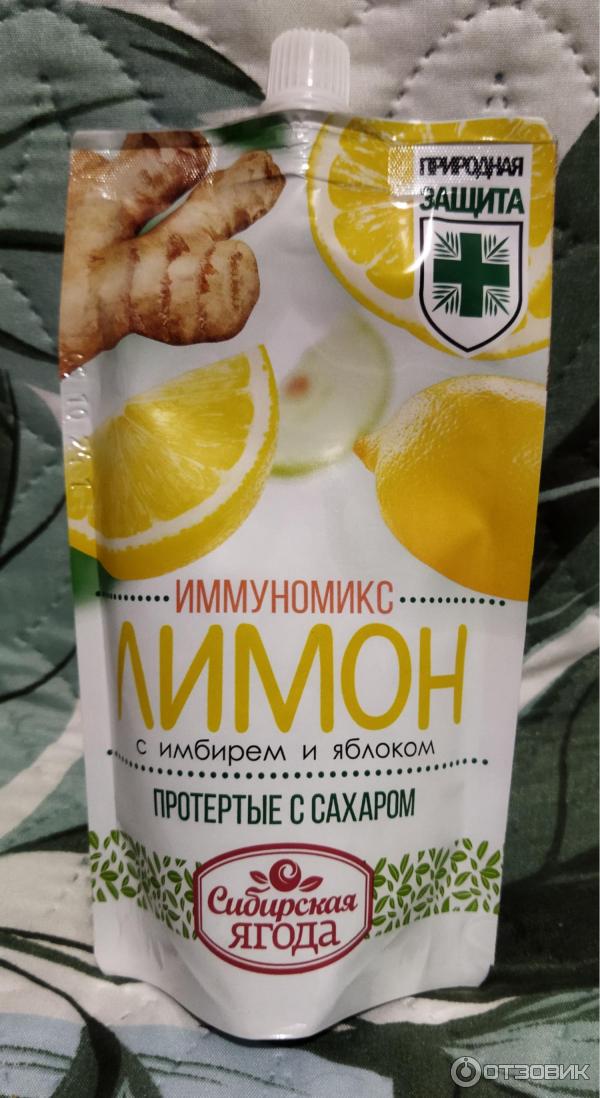 ПРИРОДНАЯ
ЗАЩИТА
ИММУНОМИКС
ЛИМОН
с имбирем и яблоком
ПРОТЕРТЫЕ С САХАРОМ
Сибирская
ЯГОДА
ОТЗОВИК